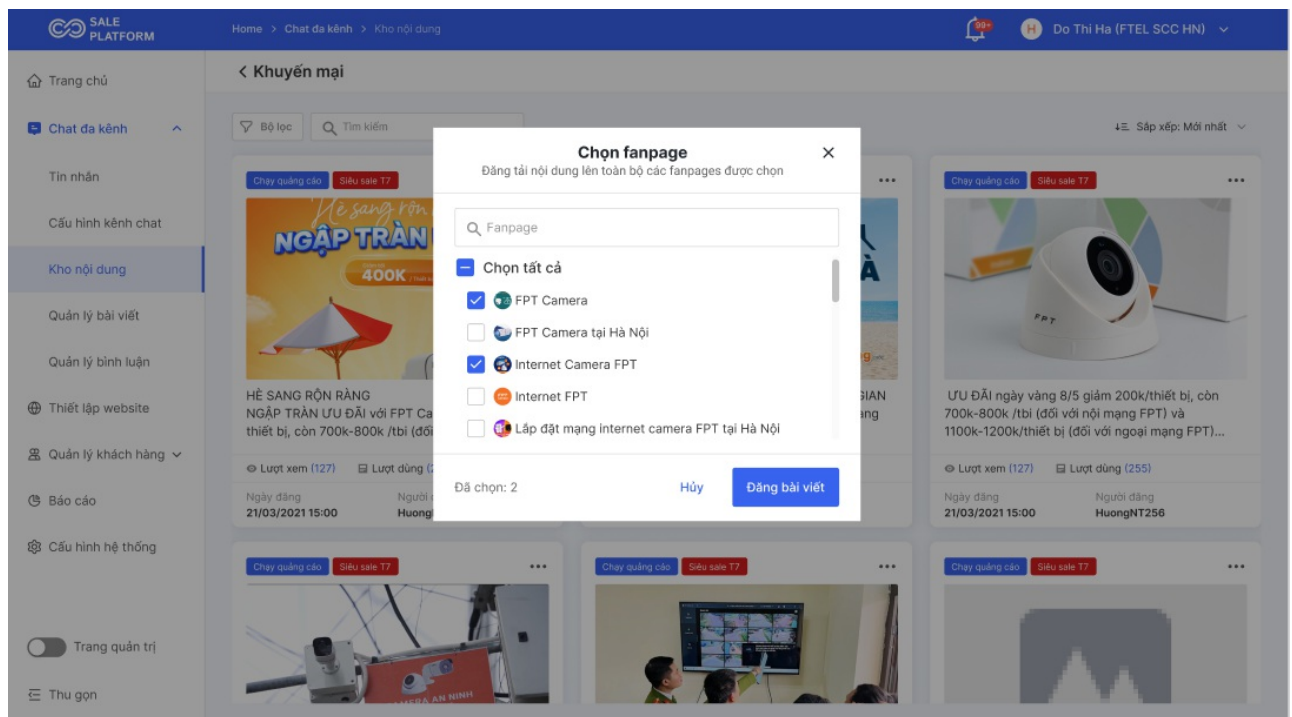 SALE
PLATFORM
Home > Chat đa kênh > Kho nội dung
99+
H
Do Thi Ha (FTEL SCC HN)
Trang chủ
Chat đa kênh
Tin nhắn
Cấu hình kênh chat
Kho nội dung
Quản lý bài viết
Quản lý bình luận
Thiết lập website
Quản lý khách hàng
Báo cáo
Cấu hình hệ thống
Trang quản trị
Thu gọn
< Khuyến mại
Bộ lọc
Tìm kiếm
Sắp xếp: Mới nhất
Chọn fanpage
Đăng tải nội dung lên toàn bộ các fanpages được chọn
Fanpage
Chọn tất cả
FPT Camera
FPT Camera tại Hà Nội
Internet Camera FPT
Internet FPT
Lắp đặt mạng internet camera FPT tại Hà Nội
Đã chọn: 2
Hủy
Đăng bài viết
Chạy quảng cáo
Siêu sale T7
Hè sang rộn
NGẬP TRÀN
400K
HÈ SANG RỘN RÀNG
NGẬP TRÀN ƯU ĐÃI với FPT Ca
thiết bị, còn 700k-800k /tbi (đối
Lượt xem (127)
Lượt dùng (2
Ngày đăng
21/03/2021 15:00
Người
Chạy quảng cáo
Siêu sale T7
FPT
ƯU ĐÃI ngày vàng 8/5 giảm 200k/thiết bị, còn
700k-800k /tbi (đối với nội mạng FPT) và
1100k-1200k/thiết bị (đối với ngoại mạng FPT)...
Lượt xem (127)
Lượt dùng (255)
Ngày đăng
21/03/2021 15:00
Người đăng
HuongNT256
Chạy quảng cáo
Siêu sale T7
CAMERA AN NINH
Chạy quảng cáo
Siêu sale T7
Chạy quảng cáo
Siêu sale T7